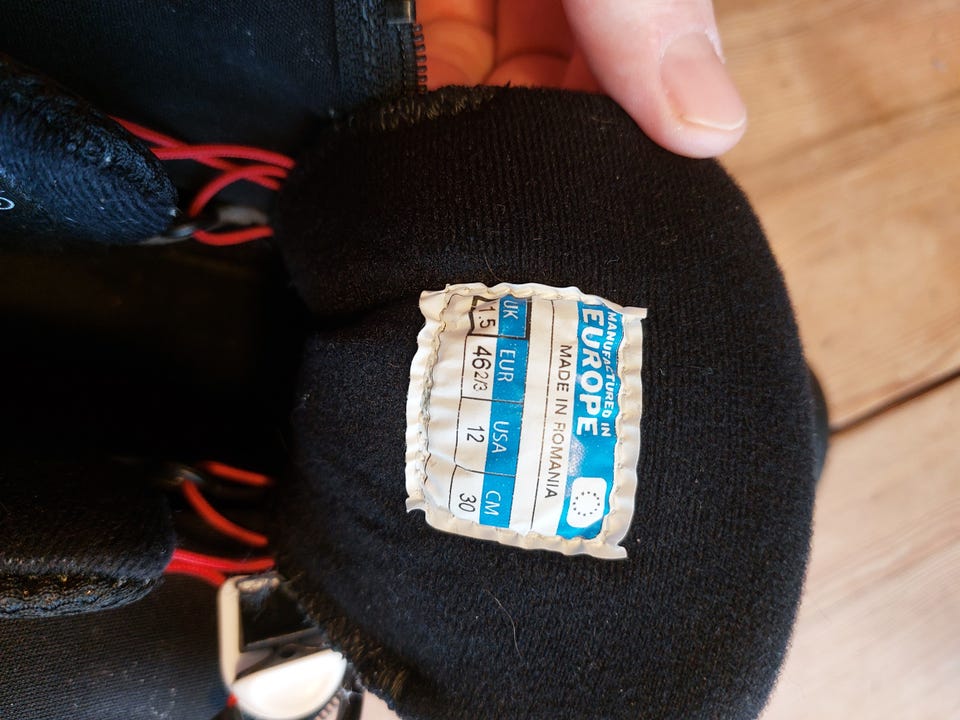 MANUFACTURED IN
EUROPE
MADE IN ROMANIA
UK EUR USA CM
1.5 46 2/3 12 30